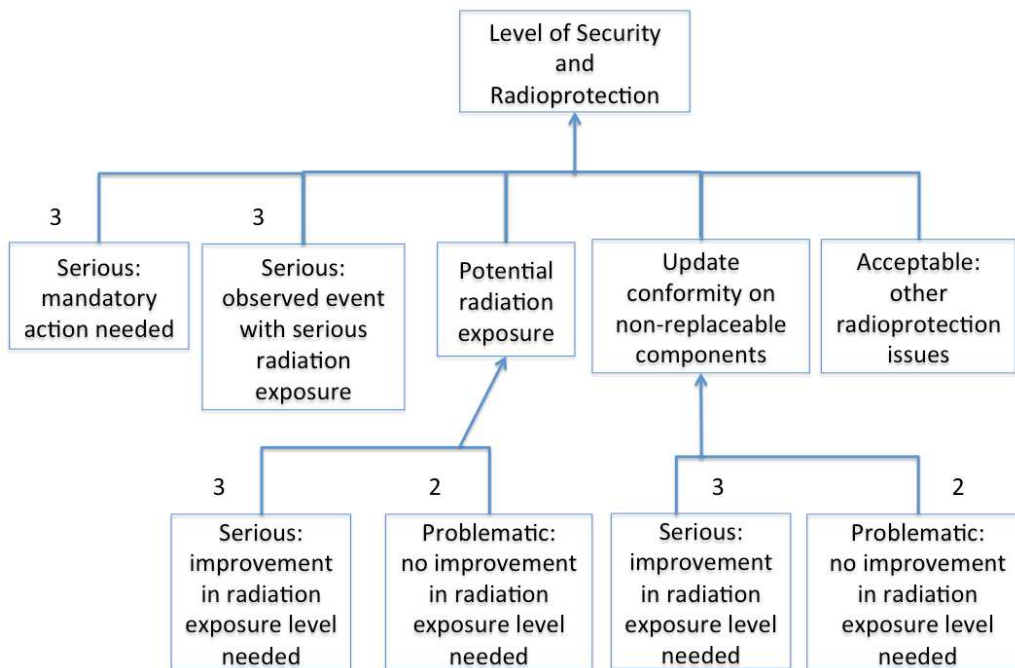 Level of Security
and
Radioprotection
3
3
Serious:
mandatory
action needed
Serious:
observed event
with serious
radiation
exposure
Potential
radiation
exposure
Update
conformity on
non-replaceable
components
Acceptable:
other
radioprotection
issues
3
2
3
2
Serious:
improvement
in radiation
exposure level
needed
Problematic:
no improvement
in radiation
exposure level
needed
Serious:
improvement
in radiation
exposure level
needed
Problematic:
no improvement
in radiation
exposure level
needed